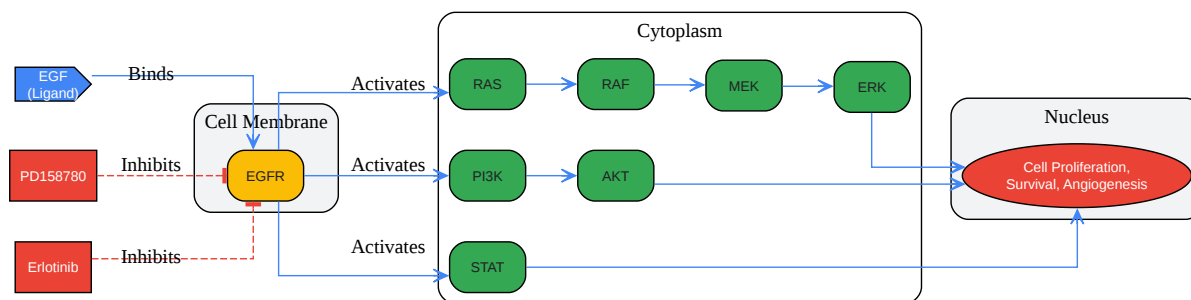 Cytoplasm
EGF
(Ligand)
Binds
Activates
RAS
RAF
MEK
ERK
Cell Membrane
Nucleus
PD158780
Inhibits
EGFR
Activates
PI3K
AKT
Cell Proliferation,
Survival, Angiogenesis
Erlotinib
Inhibits
Activates
STAT